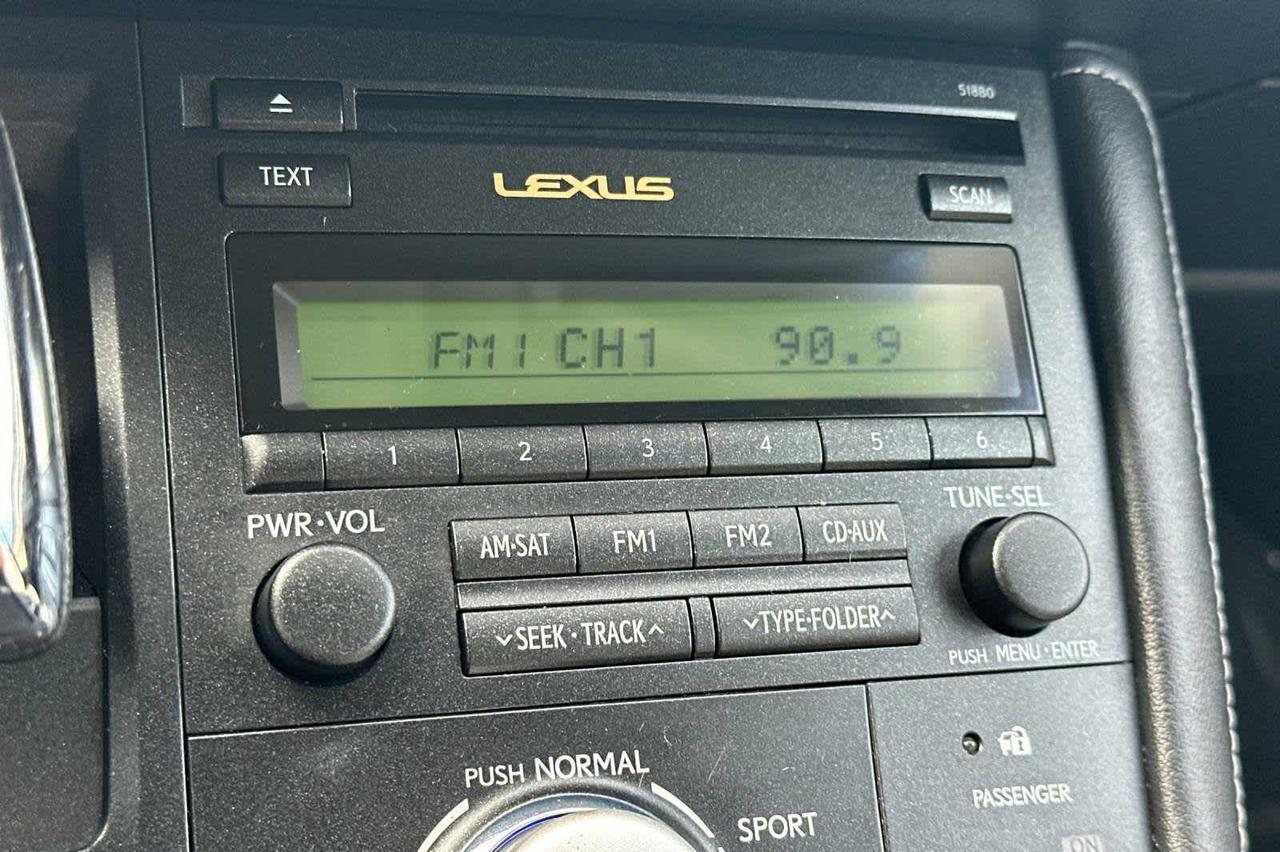 51880
TEXT
LEXUS
SCAN
FM1 CH1 90.9
1 2 3 4 5 6
PWR·VOL
TUNE·SEL
AM·SAT FM1 FM2 CD·AUX
SEEK·TRACK
TYPE·FOLDER
PUSH MENU·ENTER
PUSH NORMAL
SPORT
PASSENGER
ON